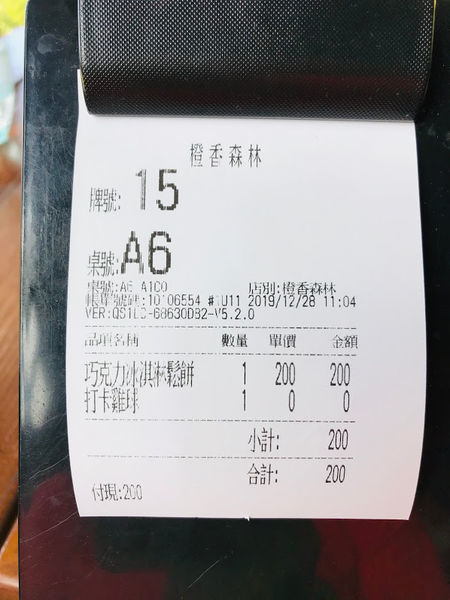 橙香森林
牌號: 15
桌號:A6
桌號:A6 A100 店別:橙香森林
帳單號碼:10106554 #1U11 2019/12/28 11:04
VER:QS1LC-68630DB2-V5.2.0
品項名稱 數量 單價 金額
巧克力冰淇淋鬆餅 1 200 200
打卡雞球 1 0 0
小計: 200
合計: 200
付現:200